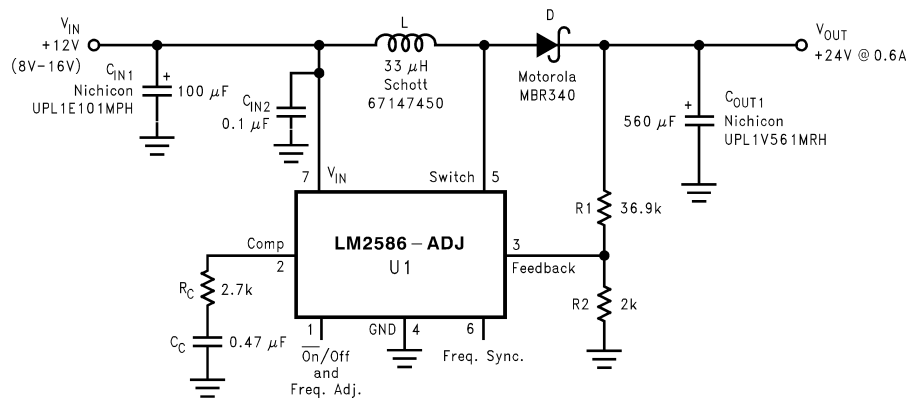 V_IN
+12V
(8V-16V)
C_IN1
Nichicon
UPL1E101MPH
+
100 μF
C_IN2
0.1 μF
L
33 μH
Schott
67147450
D
Motorola
MBR340
V_OUT
+24V @ 0.6A
+
560 μF
C_OUT1
Nichicon
UPL1V561MRH
7
V_IN
Switch
5
R1
36.9k
LM2586-ADJ
U1
Comp
2
3
Feedback
R_C
2.7k
R2
2k
C_C
0.47 μF
1
O̅n̅/Off
and
Freq. Adj.
GND
4
6
Freq. Sync.